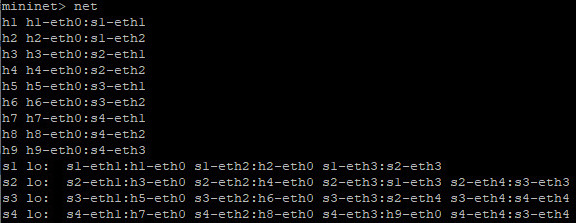 mininet> net
h1 h1-eth0:s1-eth1
h2 h2-eth0:s1-eth2
h3 h3-eth0:s2-eth1
h4 h4-eth0:s2-eth2
h5 h5-eth0:s3-eth1
h6 h6-eth0:s3-eth2
h7 h7-eth0:s4-eth1
h8 h8-eth0:s4-eth2
h9 h9-eth0:s4-eth3
s1 lo:  s1-eth1:h1-eth0 s1-eth2:h2-eth0 s1-eth3:s2-eth3
s2 lo:  s2-eth1:h3-eth0 s2-eth2:h4-eth0 s2-eth3:s1-eth3 s2-eth4:s3-eth3
s3 lo:  s3-eth1:h5-eth0 s3-eth2:h6-eth0 s3-eth3:s2-eth4 s3-eth4:s4-eth4
s4 lo:  s4-eth1:h7-eth0 s4-eth2:h8-eth0 s4-eth3:h9-eth0 s4-eth4:s3-eth4